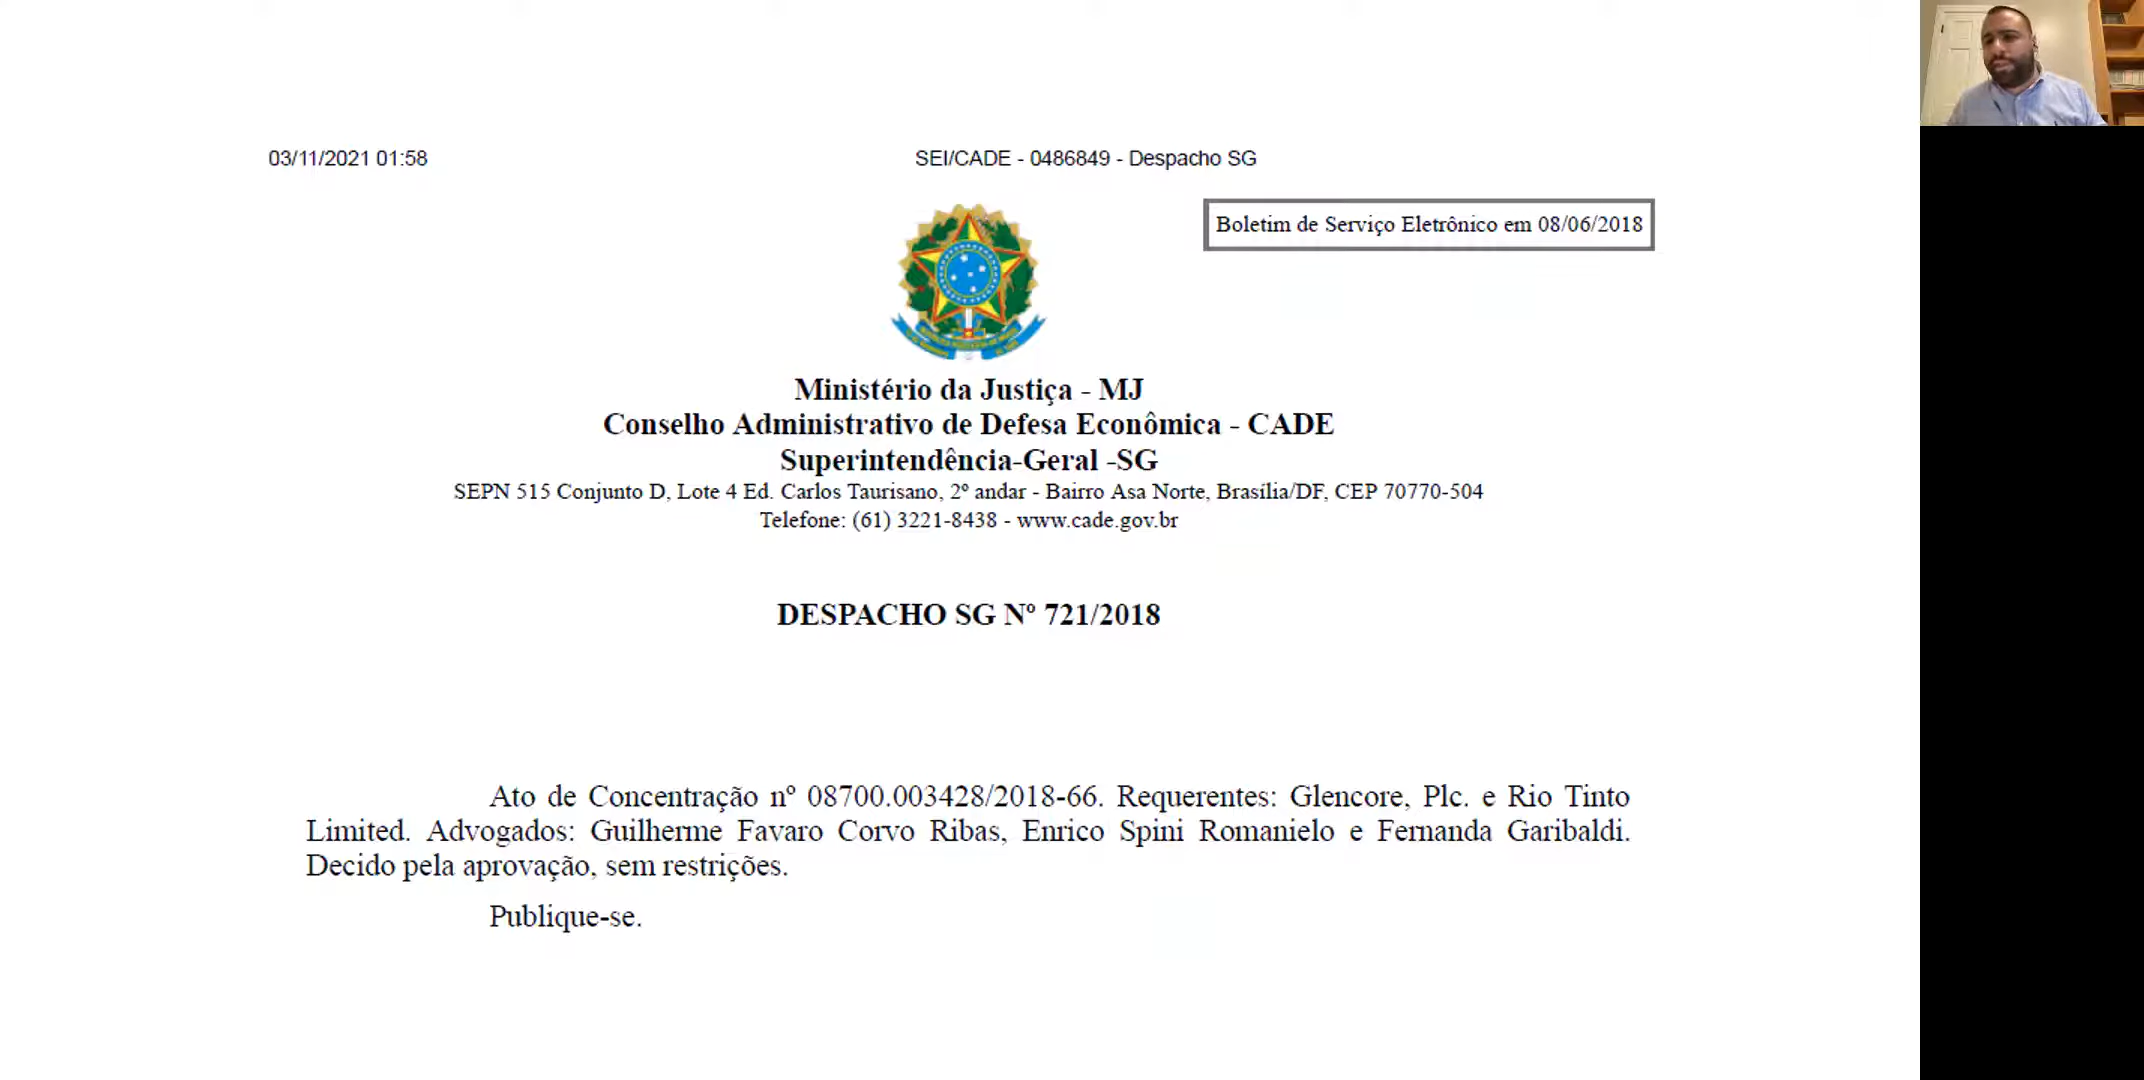 03/11/2021 01:58
SEI/CADE - 0486849 - Despacho SG
Boletim de Serviço Eletrônico em 08/06/2018
Ministério da Justiça - MJ
Conselho Administrativo de Defesa Econômica - CADE
Superintendência-Geral -SG
SEPN 515 Conjunto D, Lote 4 Ed. Carlos Taurisano, 2º andar - Bairro Asa Norte, Brasília/DF, CEP 70770-504
Telefone: (61) 3221-8438 - www.cade.gov.br
DESPACHO SG Nº 721/2018
Ato de Concentração nº 08700.003428/2018-66. Requerentes: Glencore, Plc. e Rio Tinto
Limited. Advogados: Guilherme Favaro Corvo Ribas, Enrico Spini Romanielo e Fernanda Garibaldi.
Decido pela aprovação, sem restrições.
Publique-se.